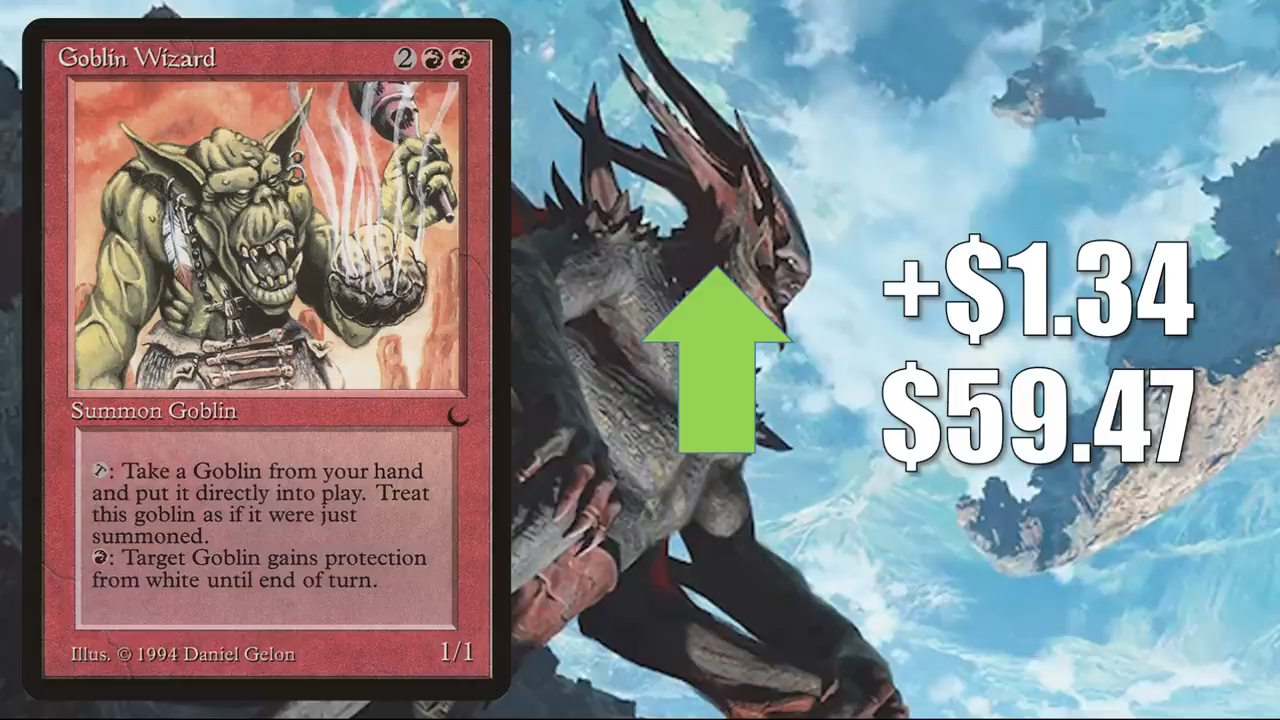 Goblin Wizard 2
Summon Goblin
: Take a Goblin from your hand
and put it directly into play. Treat
this goblin as if it were just
summoned.
: Target Goblin gains protection
from white until end of turn.
Illus. © 1994 Daniel Gelon 1/1
+$1.34
$59.47